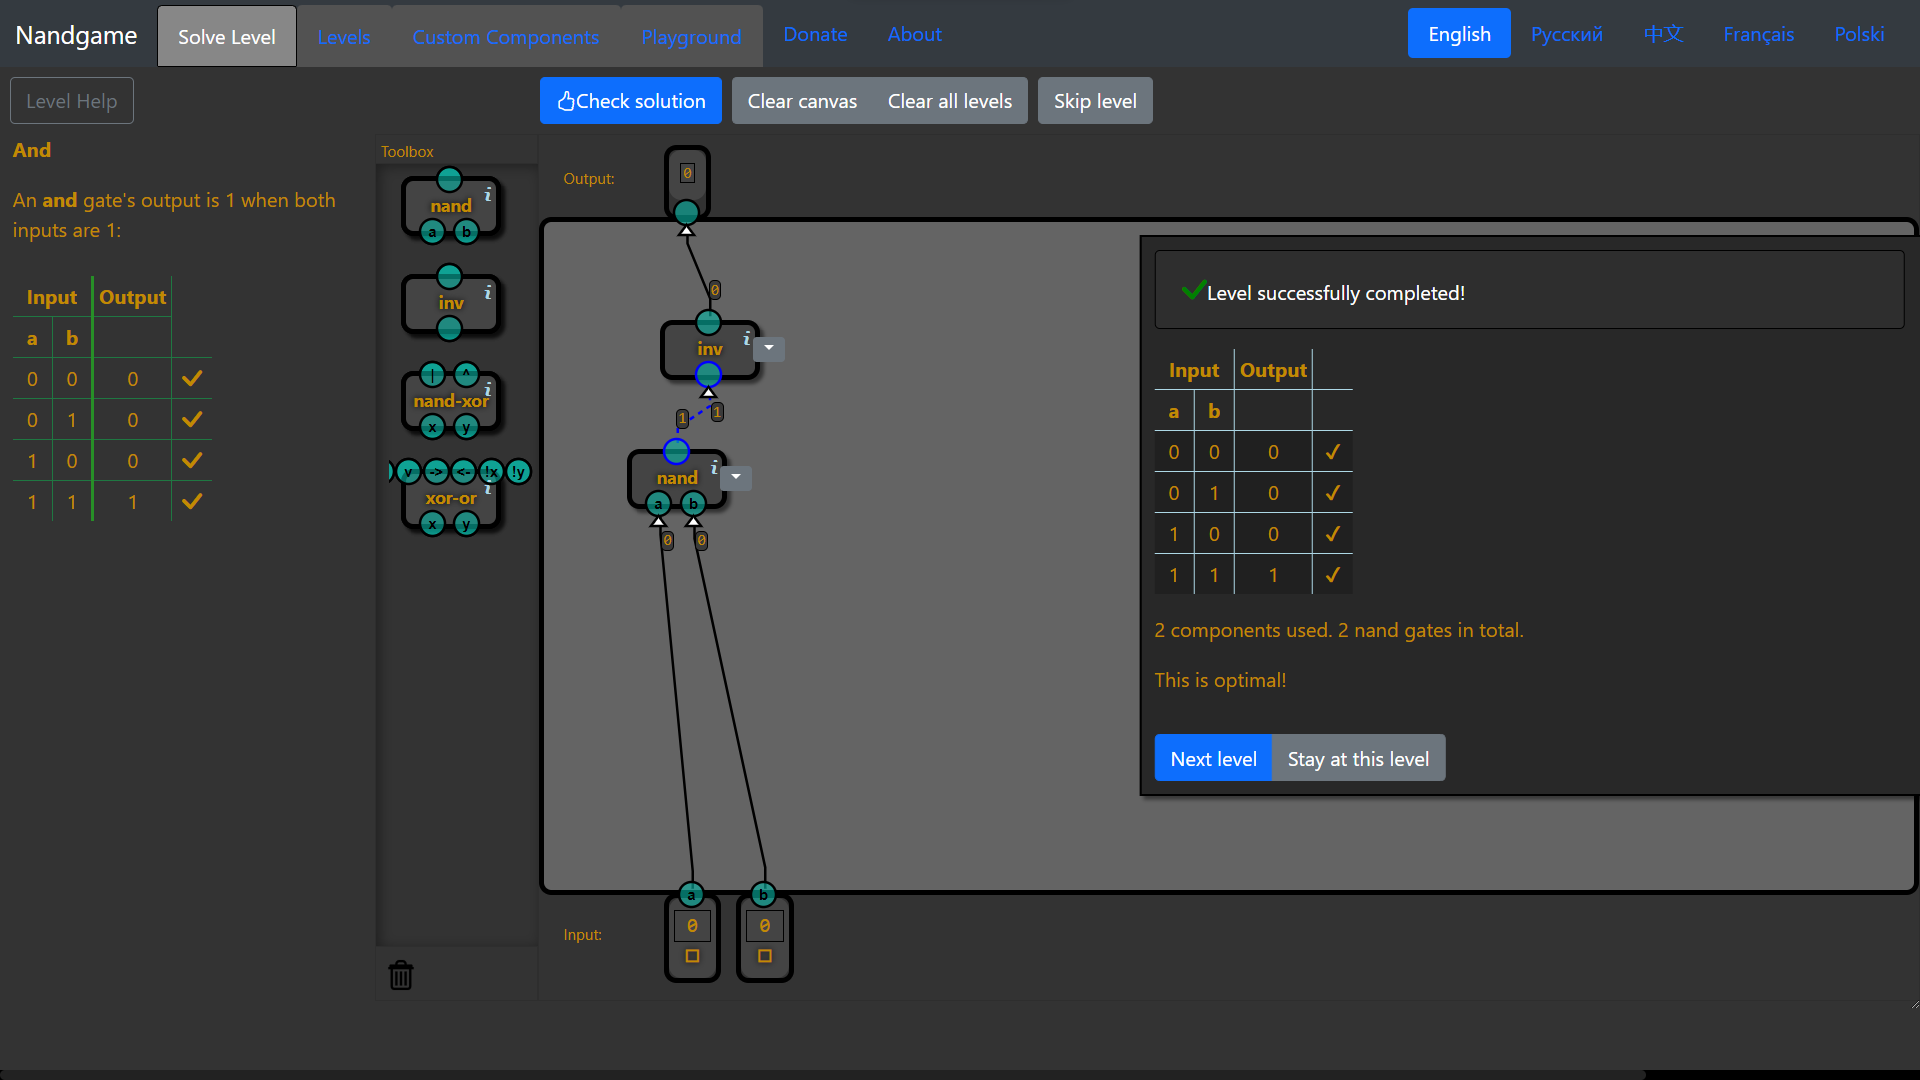 Nandgame
Solve Level
Levels
Custom Components
Playground
Donate
About
English
Русский
中文
Français
Polski
Level Help
Check solution
Clear canvas
Clear all levels
Skip level
And
An and gate's output is 1 when both
inputs are 1:
Input Output
a b
0 0 0 ✔
0 1 0 ✔
1 0 0 ✔
1 1 1 ✔
Toolbox
nand
i
a b
inv
i
| ^
nand-xor
i
x y
v -> <- !x !y
xor-or
i
x y
Output:
0
0
inv
i
1
1
nand
i
a b
0 0
a b
Input:
0 0
Level successfully completed!
Input Output
a b
0 0 0 ✔
0 1 0 ✔
1 0 0 ✔
1 1 1 ✔
2 components used. 2 nand gates in total.
This is optimal!
Next level
Stay at this level